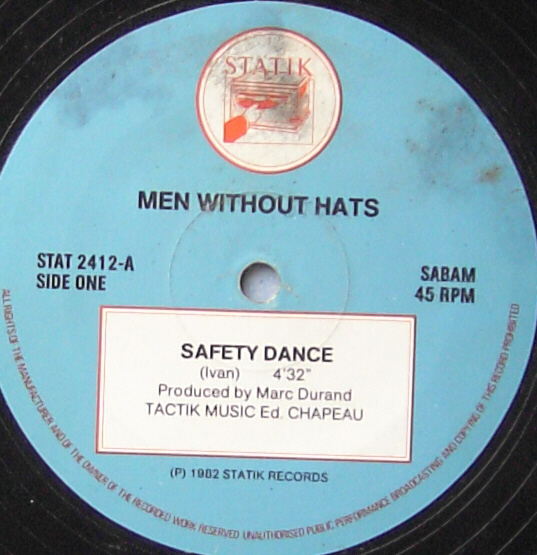 STATIK
MEN WITHOUT HATS
STAT 2412-A
SIDE ONE
SABAM
45 RPM
SAFETY DANCE
(Ivan) 4'32"
Produced by Marc Durand
TACTIK MUSIC Ed. CHAPEAU
(P) 1982 STATIK RECORDS
ALL RIGHTS OF THE MANUFACTURER AND OF THE OWNER OF THE RECORDED WORK RESERVED UNAUTHORISED PUBLIC PERFORMANCE BROADCASTING AND COPYING OF THIS RECORD PROHIBITED